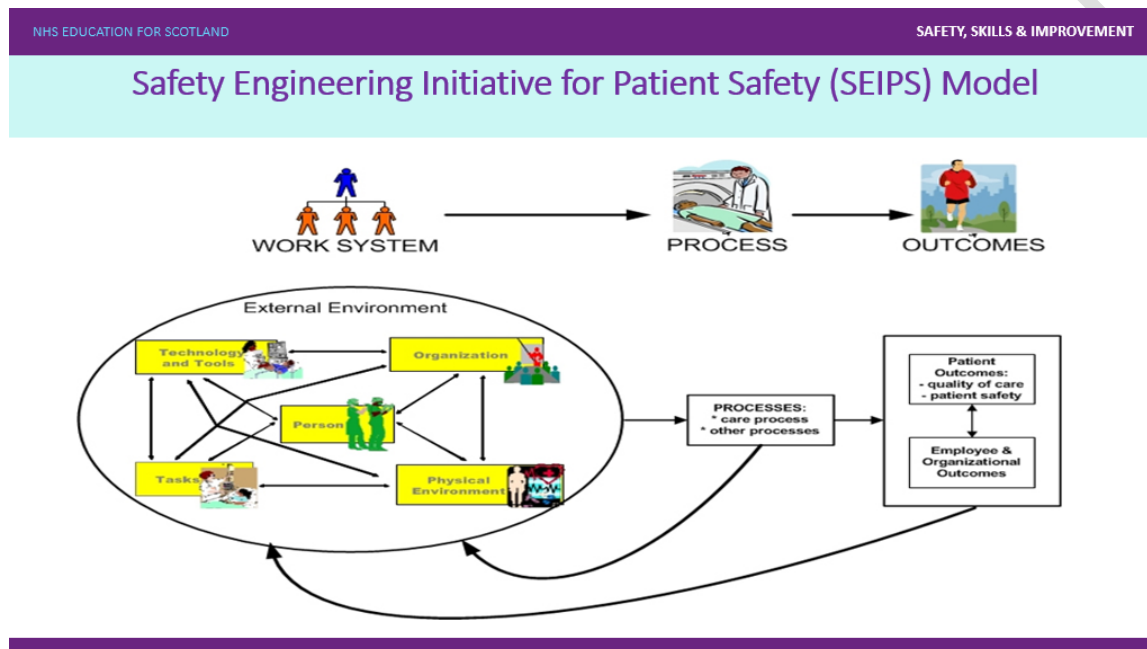 NHS EDUCATION FOR SCOTLAND
SAFETY, SKILLS & IMPROVEMENT
Safety Engineering Initiative for Patient Safety (SEIPS) Model
WORK SYSTEM
PROCESS
OUTCOMES
External Environment
Technology
and Tools
Organization
Person
Tasks
Physical
Environment
PROCESSES:
* care process
* other processes
Patient
Outcomes:
- quality of care
- patient safety
Employee &
Organizational
Outcomes